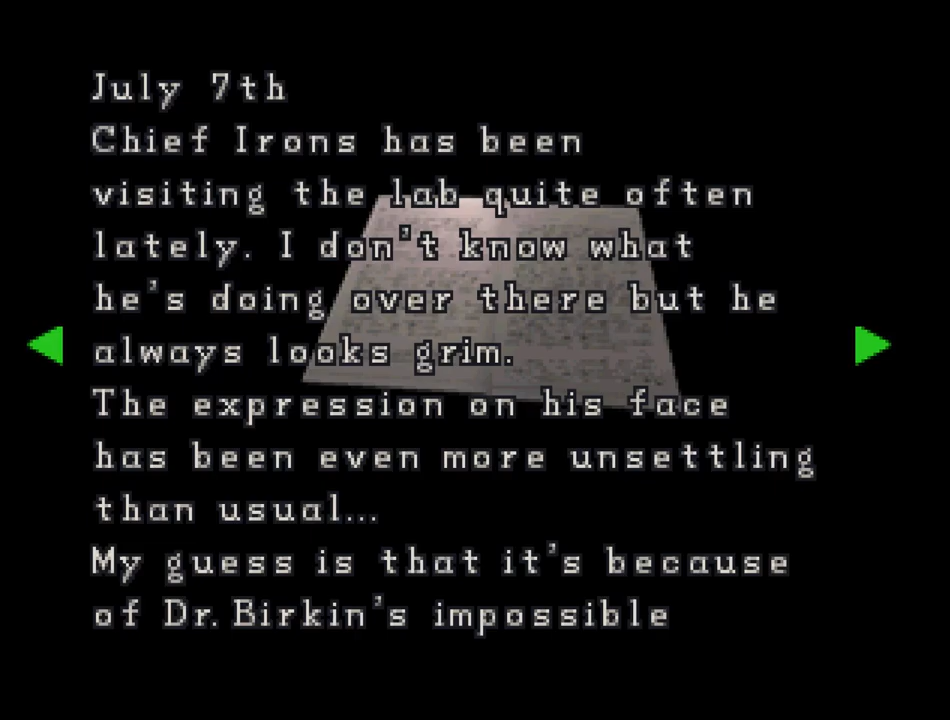 July 7th
Chief Irons has been
visiting the lab quite often
lately. I don't know what
he's doing over there but he
always looks grim.
The expression on his face
has been even more unsettling
than usual...
My guess is that it's because
of Dr. Birkin's impossible